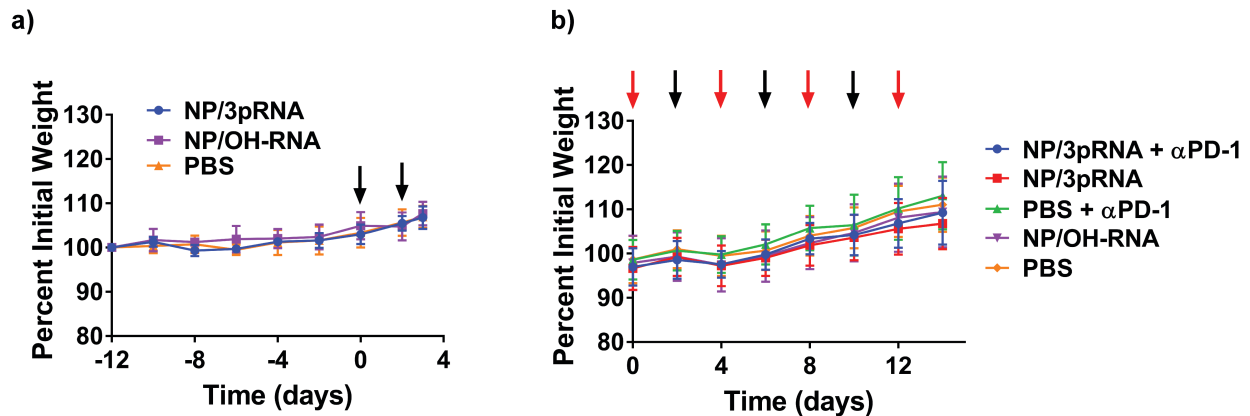 a)
Percent Initial Weight
130
120
110
100
90
80
NP/3pRNA
NP/OH-RNA
PBS
-12
-8
-4
0
4
Time (days)
b)
Percent Initial Weight
130
120
110
100
90
80
0
4
8
12
Time (days)
NP/3pRNA + αPD-1
NP/3pRNA
PBS + αPD-1
NP/OH-RNA
PBS